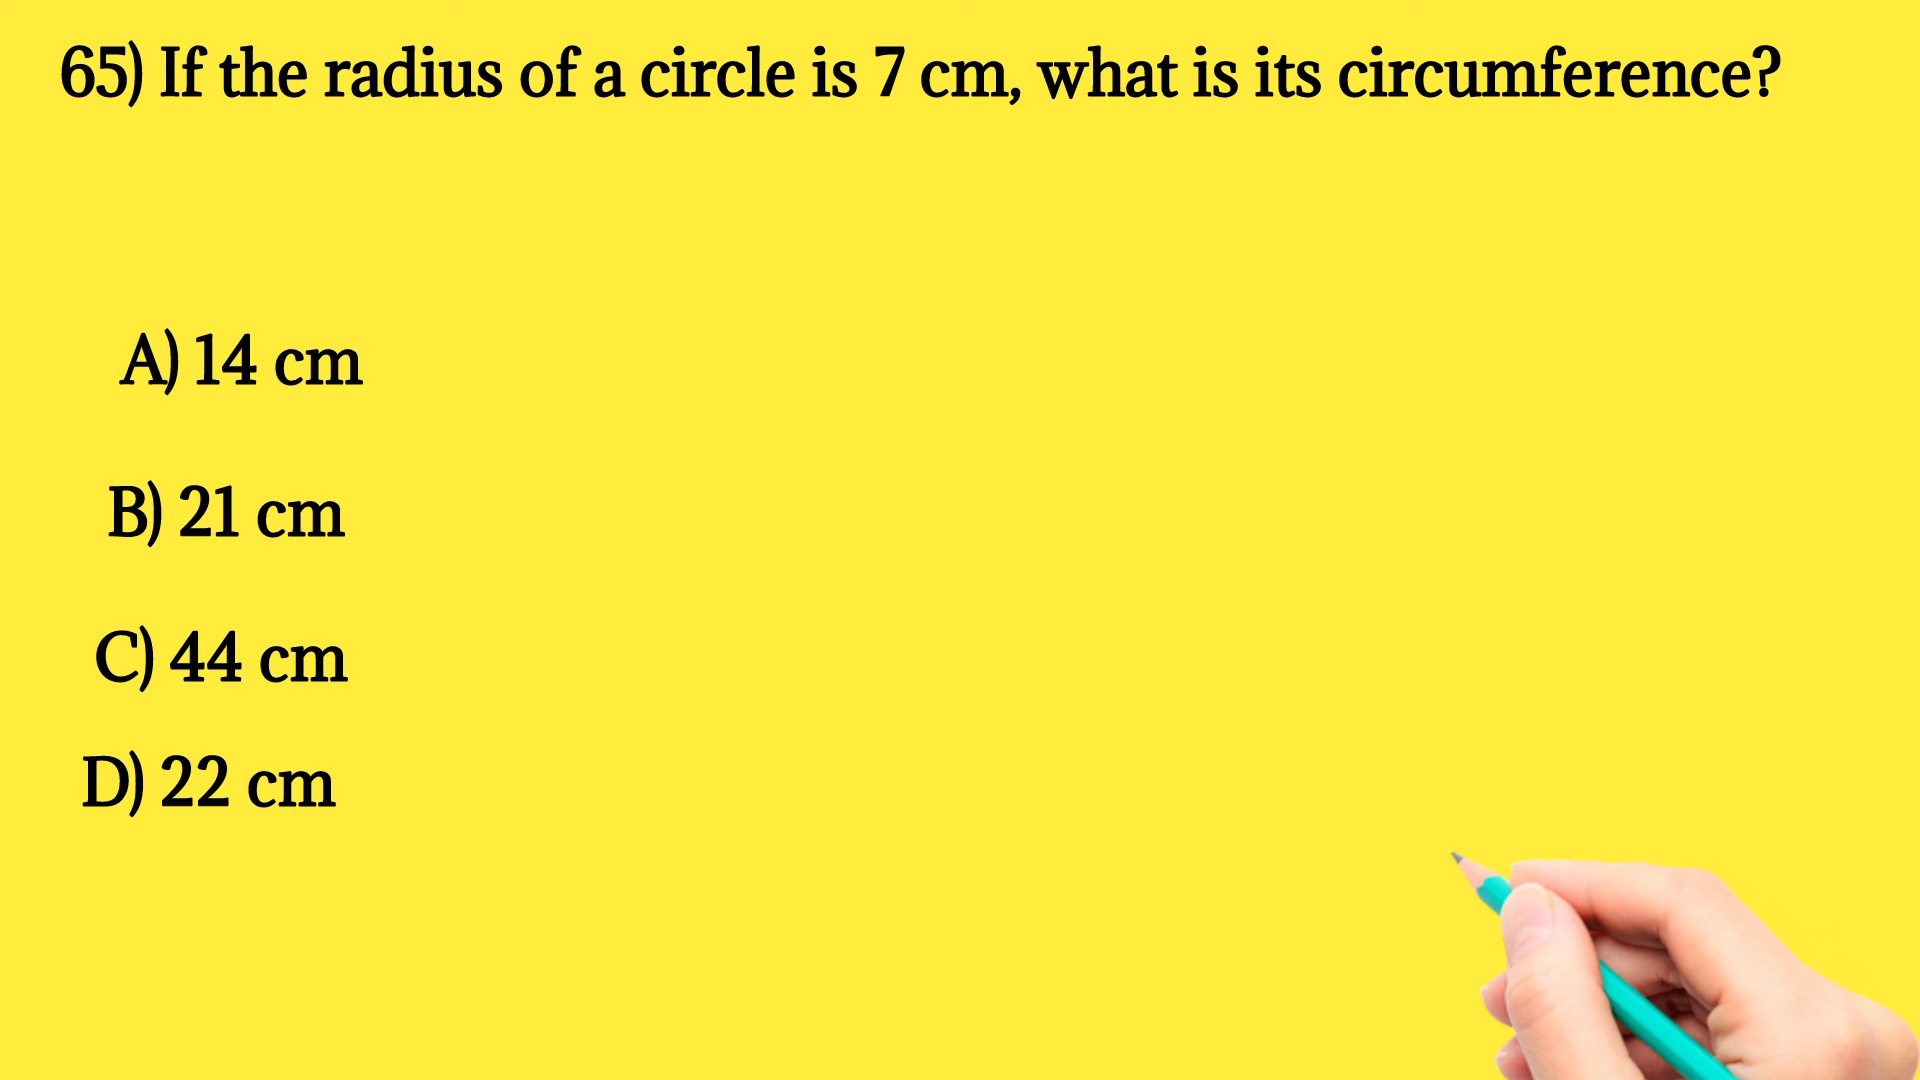 65) If the radius of a circle is 7 cm, what is its circumference?
A) 14 cm
B) 21 cm
C) 44 cm
D) 22 cm